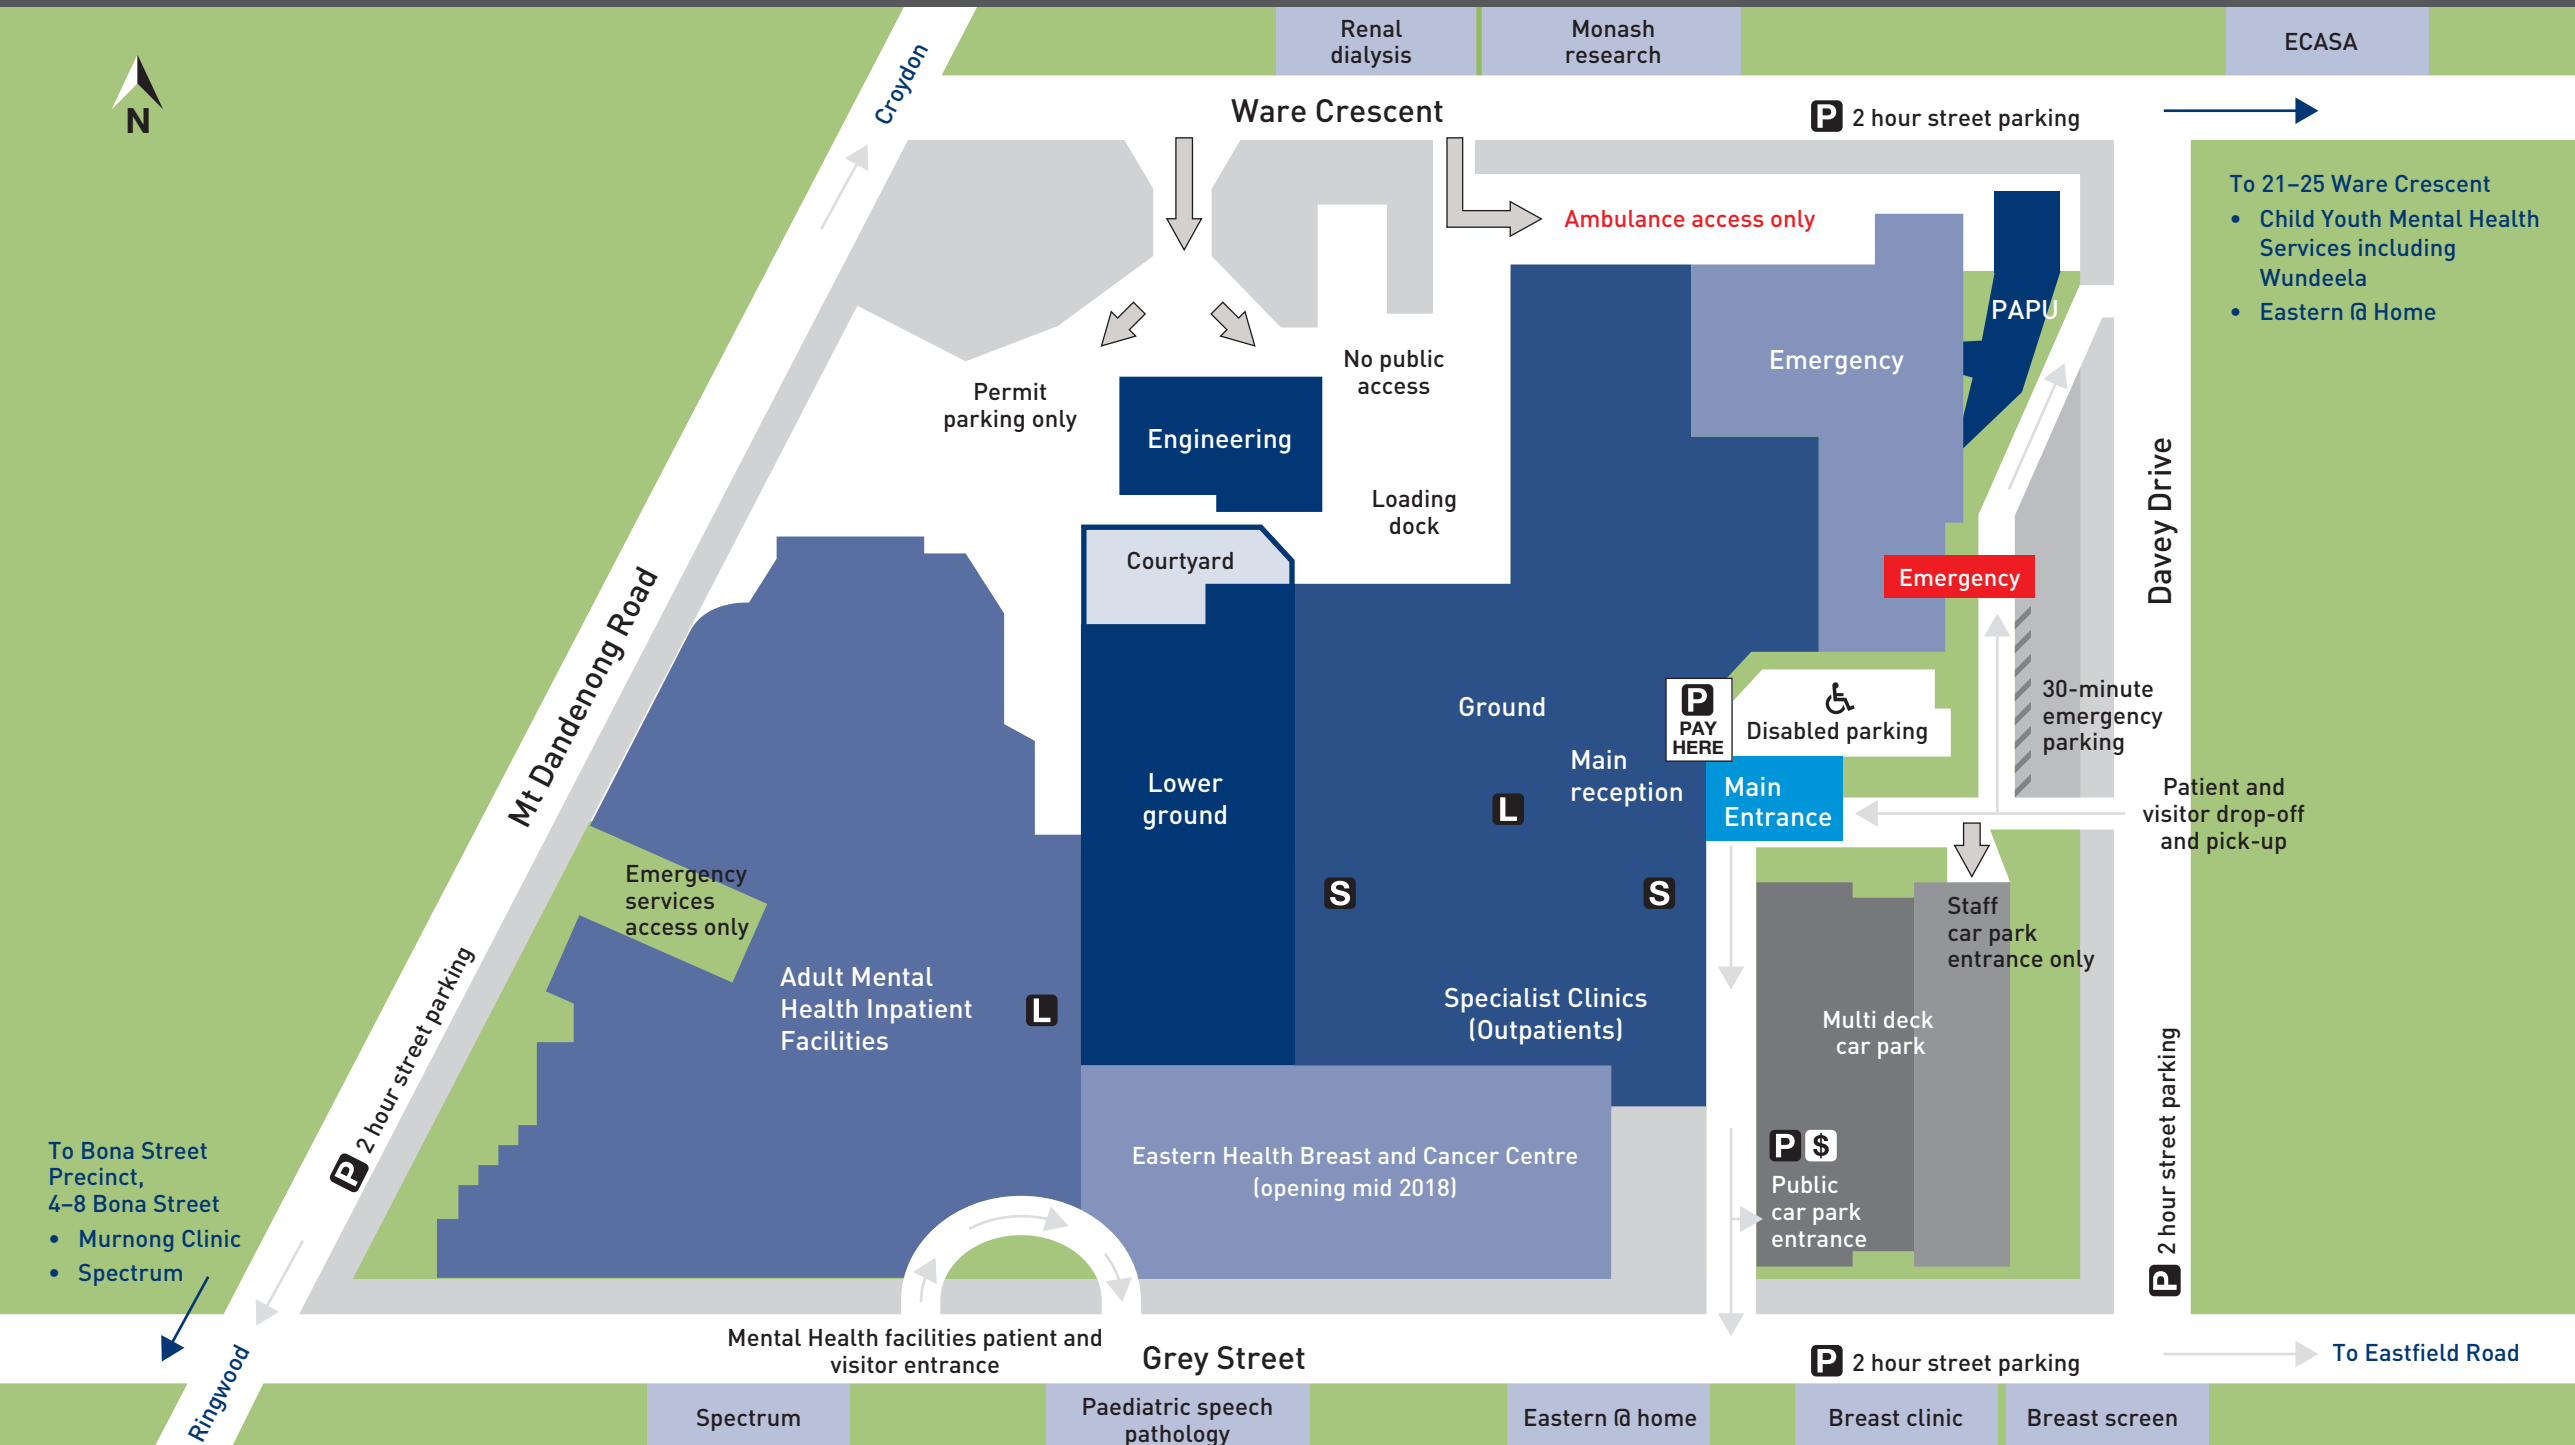 Renal
dialysis
Monash
research
ECASA
N
Croydon
Ware Crescent
P 2 hour street parking
To 21–25 Ware Crescent
• Child Youth Mental Health
Services including
Wundeela
• Eastern @ Home
Ambulance access only
PAPU
Emergency
No public
access
Permit
parking only
Engineering
Loading
dock
Courtyard
Emergency
Davey Drive
Mt Dandenong Road
30-minute
emergency
parking
P
PAY
HERE
Disabled parking
Ground
Main
reception
Main
Entrance
Lower
ground
L
Patient and
visitor drop-off
and pick-up
Emergency
services
access only
S
S
Staff
car park
entrance only
Adult Mental
Health Inpatient
Facilities
L
Specialist Clinics
(Outpatients)
Multi deck
car park
P 2 hour street parking
P 2 hour street parking
Eastern Health Breast and Cancer Centre
(opening mid 2018)
P $
Public
car park
entrance
To Bona Street
Precinct,
4–8 Bona Street
• Murnong Clinic
• Spectrum
Ringwood
Mental Health facilities patient and
visitor entrance
Grey Street
P 2 hour street parking
To Eastfield Road
Spectrum
Paediatric speech
pathology
Eastern @ home
Breast clinic
Breast screen